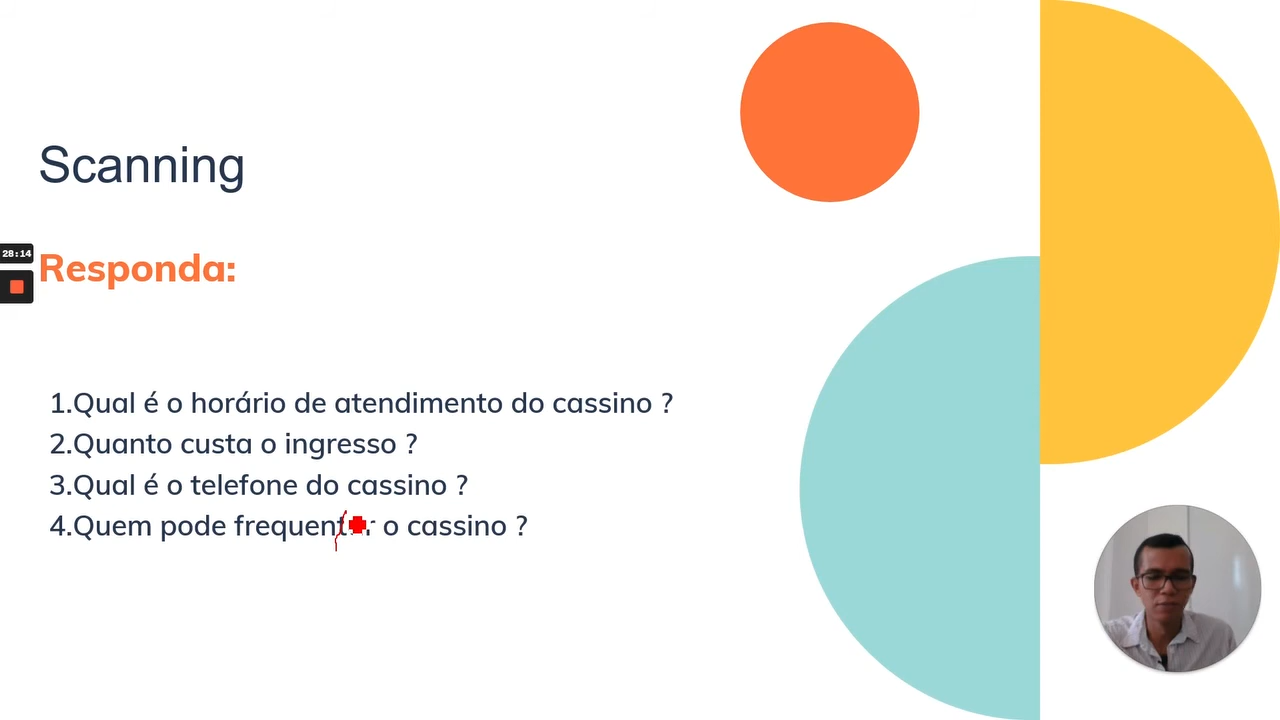 Scanning
28:14
Responda:
1.Qual é o horário de atendimento do cassino ?
2.Quanto custa o ingresso ?
3.Qual é o telefone do cassino ?
4.Quem pode frequentar o cassino ?